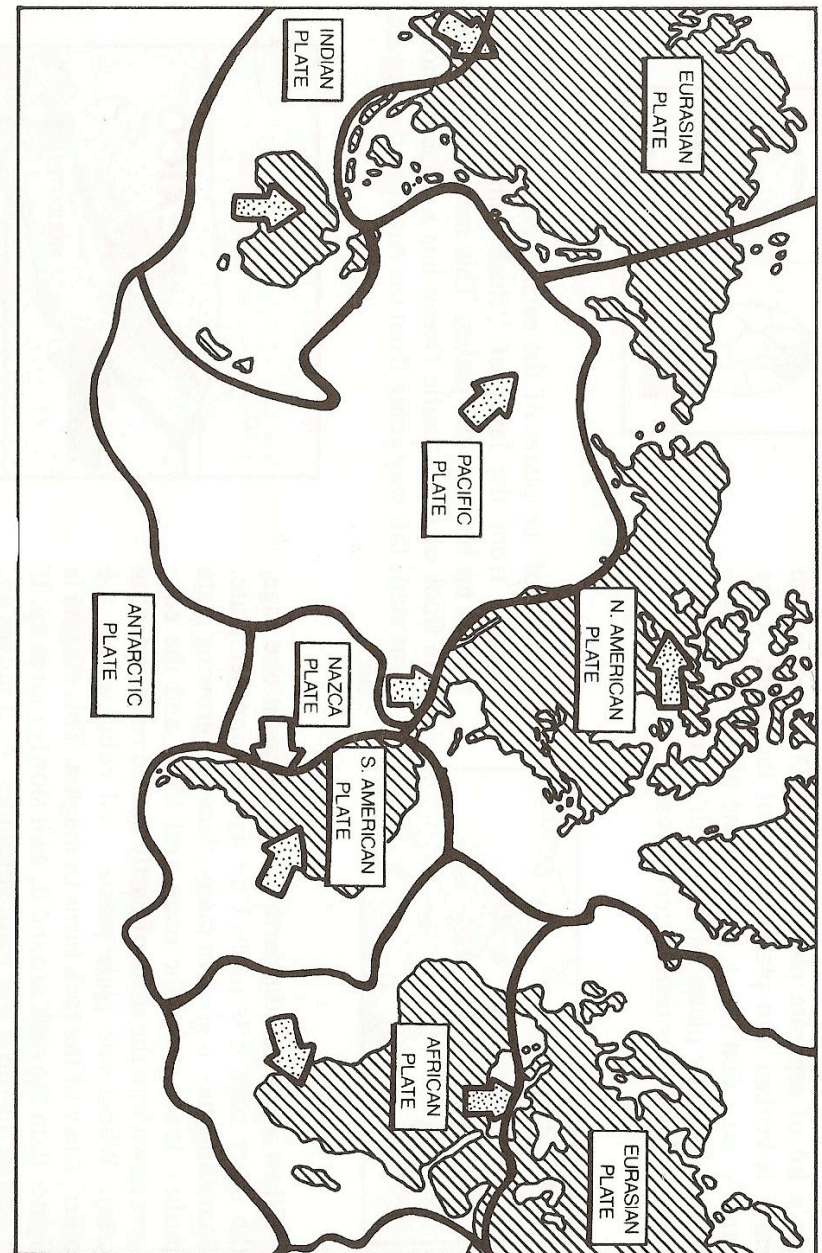 EURASIAN
PLATE
INDIAN
PLATE
PACIFIC
PLATE
N. AMERICAN
PLATE
NAZCA
PLATE
ANTARCTIC
PLATE
S. AMERICAN
PLATE
AFRICAN
PLATE
EURASIAN
PLATE